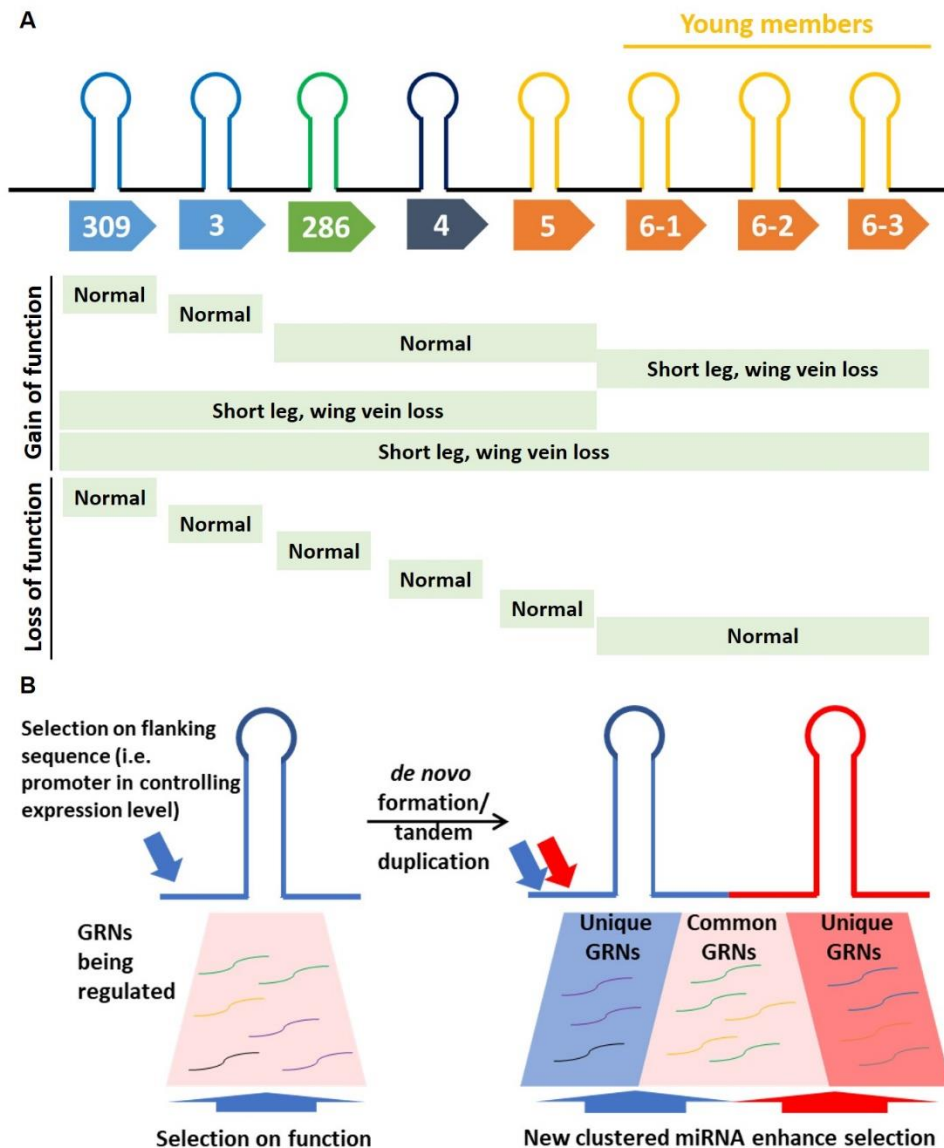 A
Young members
309
3
286
4
5
6-1
6-2
6-3
Gain of function
Normal
Normal
Normal
Short leg, wing vein loss
Short leg, wing vein loss
Short leg, wing vein loss
Loss of function
Normal
Normal
Normal
Normal
Normal
Normal
B
Selection on flanking
sequence (i.e.
promoter in controlling
expression level)
de novo
formation/
tandem
duplication
GRNs
being
regulated
Unique
GRNs
Common
GRNs
Unique
GRNs
Selection on function
New clustered miRNA enhance selection